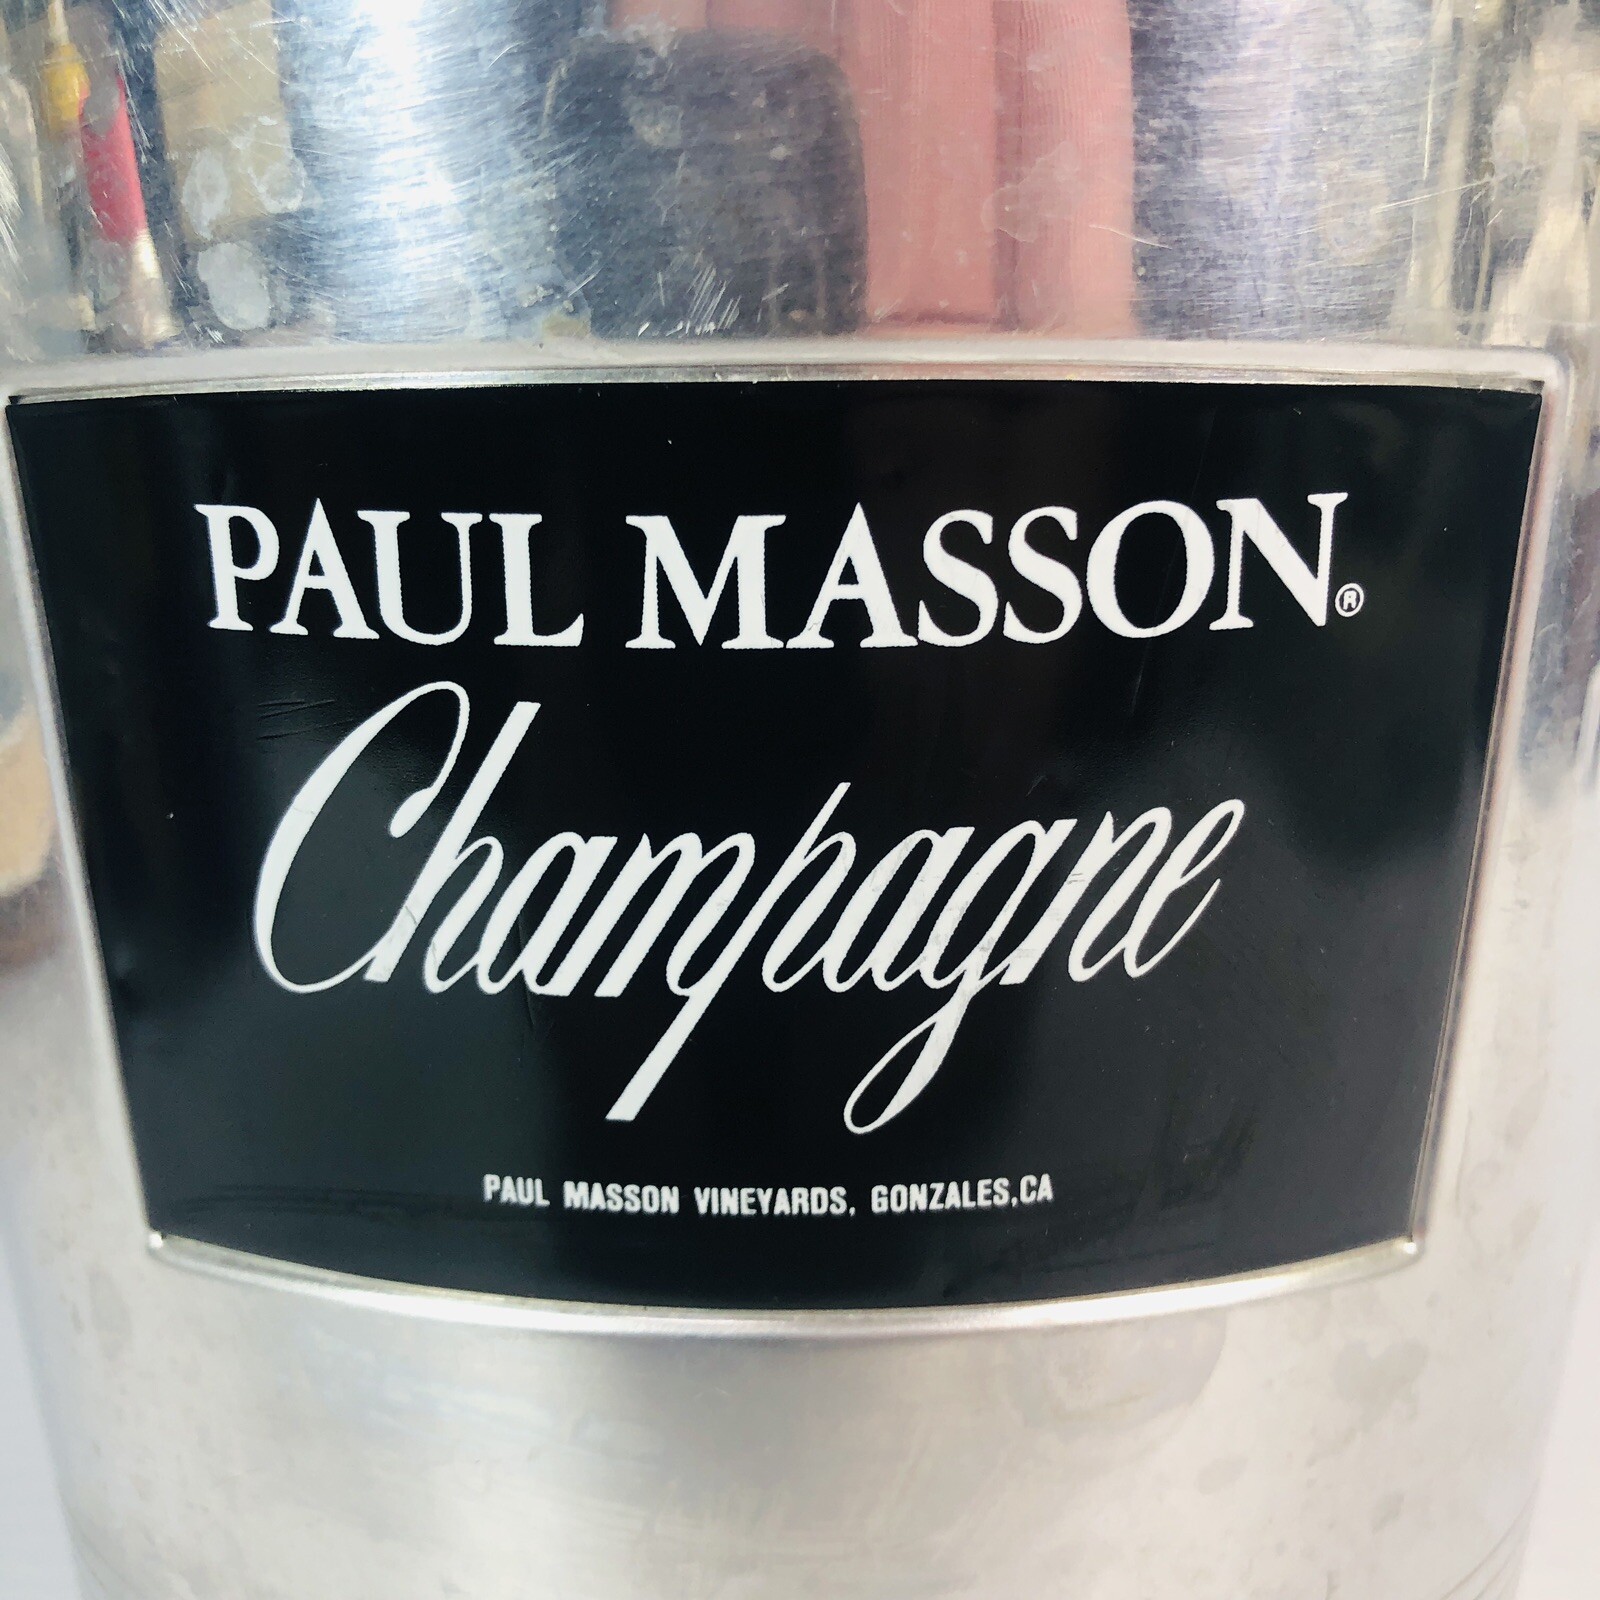 PAUL MASSON®
Champagne
PAUL MASSON VINEYARDS, GONZALES,CA